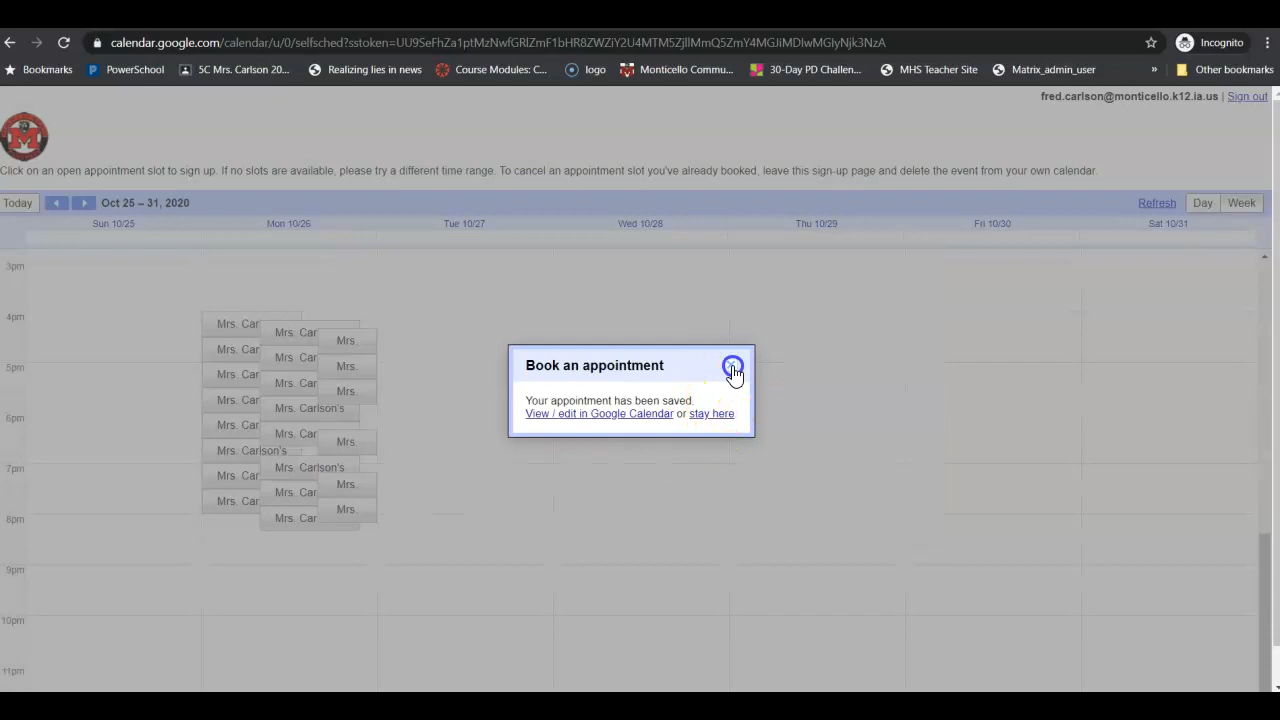 calendar.google.com/calendar/u/0/selfsched?sstoken=UU9SeFhZa1ptMzNwfGRlZmF1bHR8ZWZiY2U4MTM5ZjllMmQ5ZmY4MGJiMDIwMGIyNjk3NzA
Incognito
Bookmarks
PowerSchool
5C Mrs. Carlson 20...
Realizing lies in news
Course Modules: C...
logo
Monticello Commu...
30-Day PD Challen...
MHS Teacher Site
Matrix_admin_user
»
Other bookmarks
fred.carlson@monticello.k12.ia.us | Sign out
M
Click on an open appointment slot to sign up. If no slots are available, please try a different time range. To cancel an appointment slot you've already booked, leave this sign-up page and delete the event from your own calendar.
Today
Oct 25 – 31, 2020
Refresh
Day
Week
Sun 10/25
Mon 10/26
Tue 10/27
Wed 10/28
Thu 10/29
Fri 10/30
Sat 10/31
3pm
4pm
5pm
6pm
7pm
8pm
9pm
10pm
11pm
Mrs. Car
Mrs. Car
Mrs.
Mrs. Car
Mrs. Car
Mrs.
Mrs. Car
Mrs. Car
Mrs.
Mrs. Car
Mrs. Carlson's
Mrs. Car
Mrs. Car
Mrs.
Mrs. Carlson's
Mrs. Carlson's
Mrs. Car
Mrs.
Mrs. Car
Mrs. Car
Mrs.
Mrs. Car
Book an appointment
Your appointment has been saved.
View / edit in Google Calendar or stay here